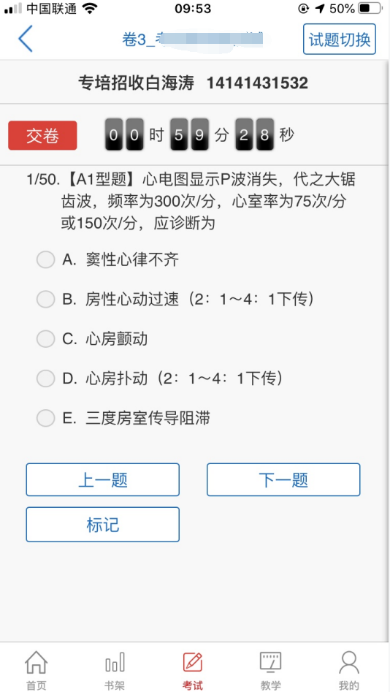 中国联通 09:53 50%
卷3_ 试题切换
专培招收白海涛 14141431532
交卷 00时59分28秒
1/50.【A1型题】心电图显示P波消失，代之大锯
齿波，频率为300次/分，心室率为75次/分
或150次/分，应诊断为
A. 窦性心律不齐
B. 房性心动过速（2：1～4：1下传）
C. 心房颤动
D. 心房扑动（2：1～4：1下传）
E. 三度房室传导阻滞
上一题 下一题
标记
首页 书架 考试 教学 我的